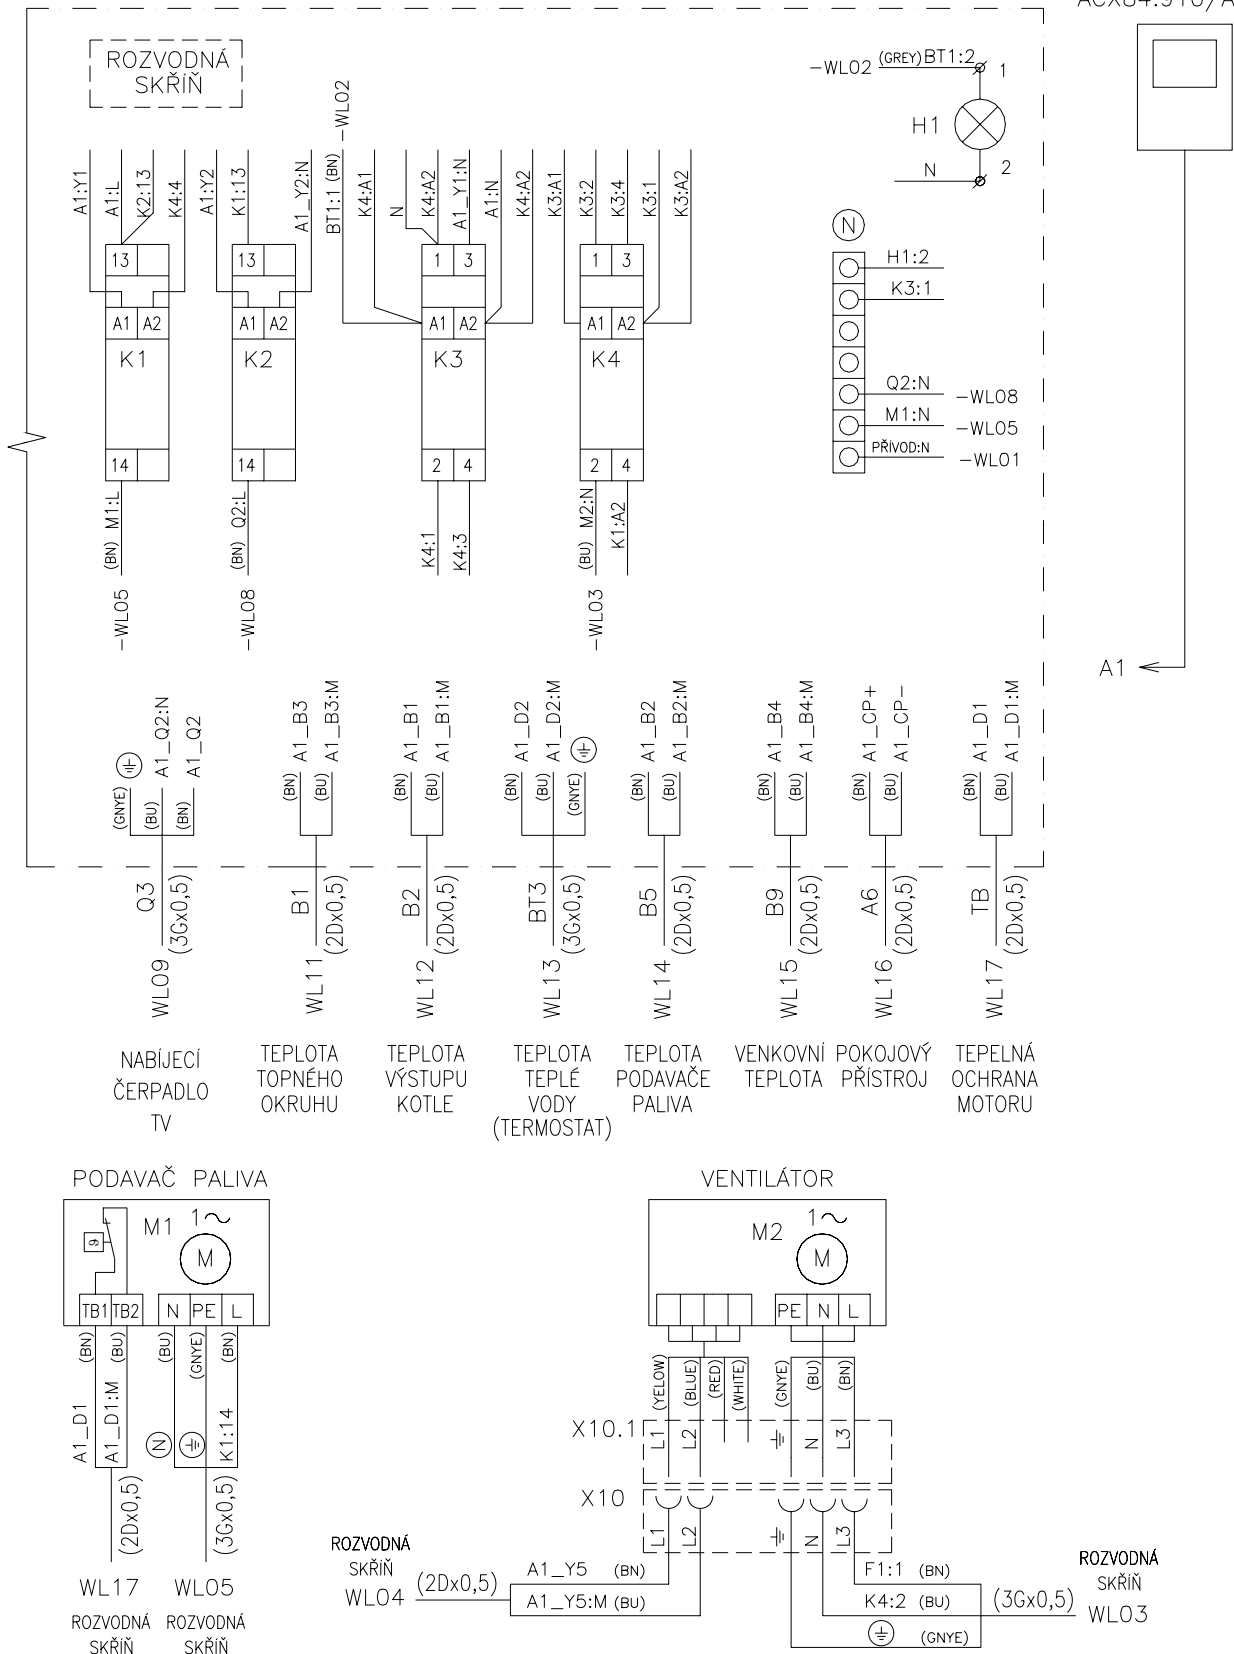 ROZVODNÁ
SKŘÍŇ
-WL02 (GREY) BT1:2
1
H1
N
2
A1:Y1
A1:L
K2:13
K4:4
A1:Y2
K1:13
A1_Y2:N
BT1:1 (BN) -WL02
K4:A1
N
K4:A2
A1_Y1:N
A1:N
K4:A2
K3:A1
K3:2
K3:4
K3:1
K3:A2
13
A1 A2
K1
14
13
A1 A2
K2
14
1 3
A1 A2
K3
2 4
1 3
A1 A2
K4
2 4
N
H1:2
K3:1
Q2:N -WL08
M1:N -WL05
PŘÍVOD:N -WL01
-WL05 (BN) M1:L
-WL08 (BN) Q2:L
K4:1
K4:3
-WL03 (BU) M2:N
K1:A2
A1
(GNYE)
(BU) A1_Q2:N
(BN) A1_Q2
(BN) A1_B3
(BU) A1_B3:M
(BN) A1_B1
(BU) A1_B1:M
(BN) A1_D2
(BU) A1_D2:M
(GNYE)
(BN) A1_B2
(BU) A1_B2:M
(BN) A1_B4
(BU) A1_B4:M
(BN) A1_CP+
(BU) A1_CP-
(BN) A1_D1
(BU) A1_D1:M
WL09 Q3 (3Gx0,5)
WL11 B1 (2Dx0,5)
WL12 B2 (2Dx0,5)
WL13 BT3 (3Gx0,5)
WL14 B5 (2Dx0,5)
WL15 B9 (2Dx0,5)
WL16 A6 (2Dx0,5)
WL17 TB (2Dx0,5)
NABÍJECÍ
ČERPADLO
TV
TEPLOTA
TOPNÉHO
OKRUHU
TEPLOTA
VÝSTUPU
KOTLE
TEPLOTA
TEPLÉ
VODY
(TERMOSTAT)
TEPLOTA
PODAVAČE
PALIVA
VENKOVNÍ
TEPLOTA
POKOJOVÝ
PŘÍSTROJ
TEPELNÁ
OCHRANA
MOTORU
PODAVAČ PALIVA
M1
1~
M
TB1 TB2 N PE L
(BN)
(BU)
(BU)
(GNYE)
(BN)
A1_D1
A1_D1:M
N
K1:14
(2Dx0,5)
(3Gx0,5)
WL17
ROZVODNÁ
SKŘÍŇ
WL05
ROZVODNÁ
SKŘÍŇ
VENTILÁTOR
M2
1~
M
PE N L
(YELOW)
(BLUE)
(RED)
(WHITE)
(GNYE)
(BU)
(BN)
X10.1
L1
L2
N
L3
X10
L1
L2
N
L3
ROZVODNÁ
SKŘÍŇ
WL04 (2Dx0,5)
A1_Y5 (BN)
A1_Y5:M (BU)
F1:1 (BN)
K4:2 (BU)
(GNYE)
(3Gx0,5)
ROZVODNÁ
SKŘÍŇ
WL03